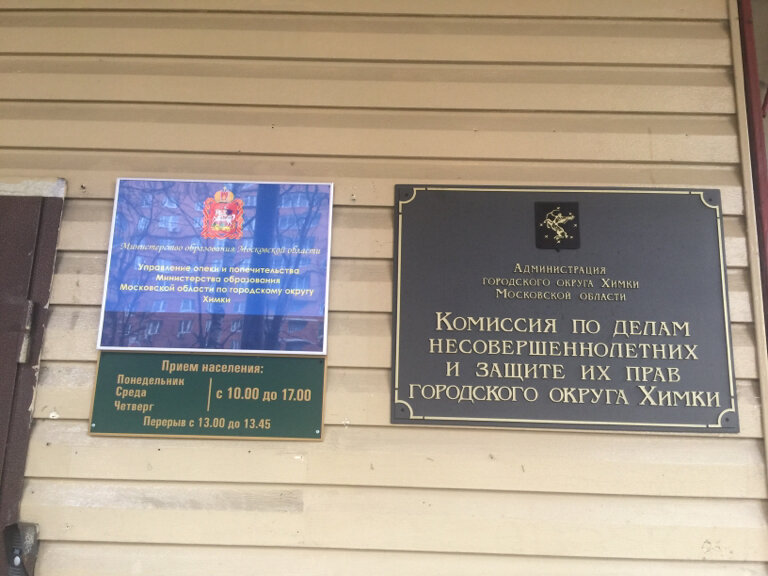 Министерство образования Московской области
Управление опеки и попечительства
Министерства образования
Московской области по городскому округу
Химки
Прием населения:
Понедельник
Среда
Четверг
с 10.00 до 17.00
Перерыв с 13.00 до 13.45
Администрация
городского округа Химки
Московской области
Комиссия по делам
несовершеннолетних
и защите их прав
городского округа Химки